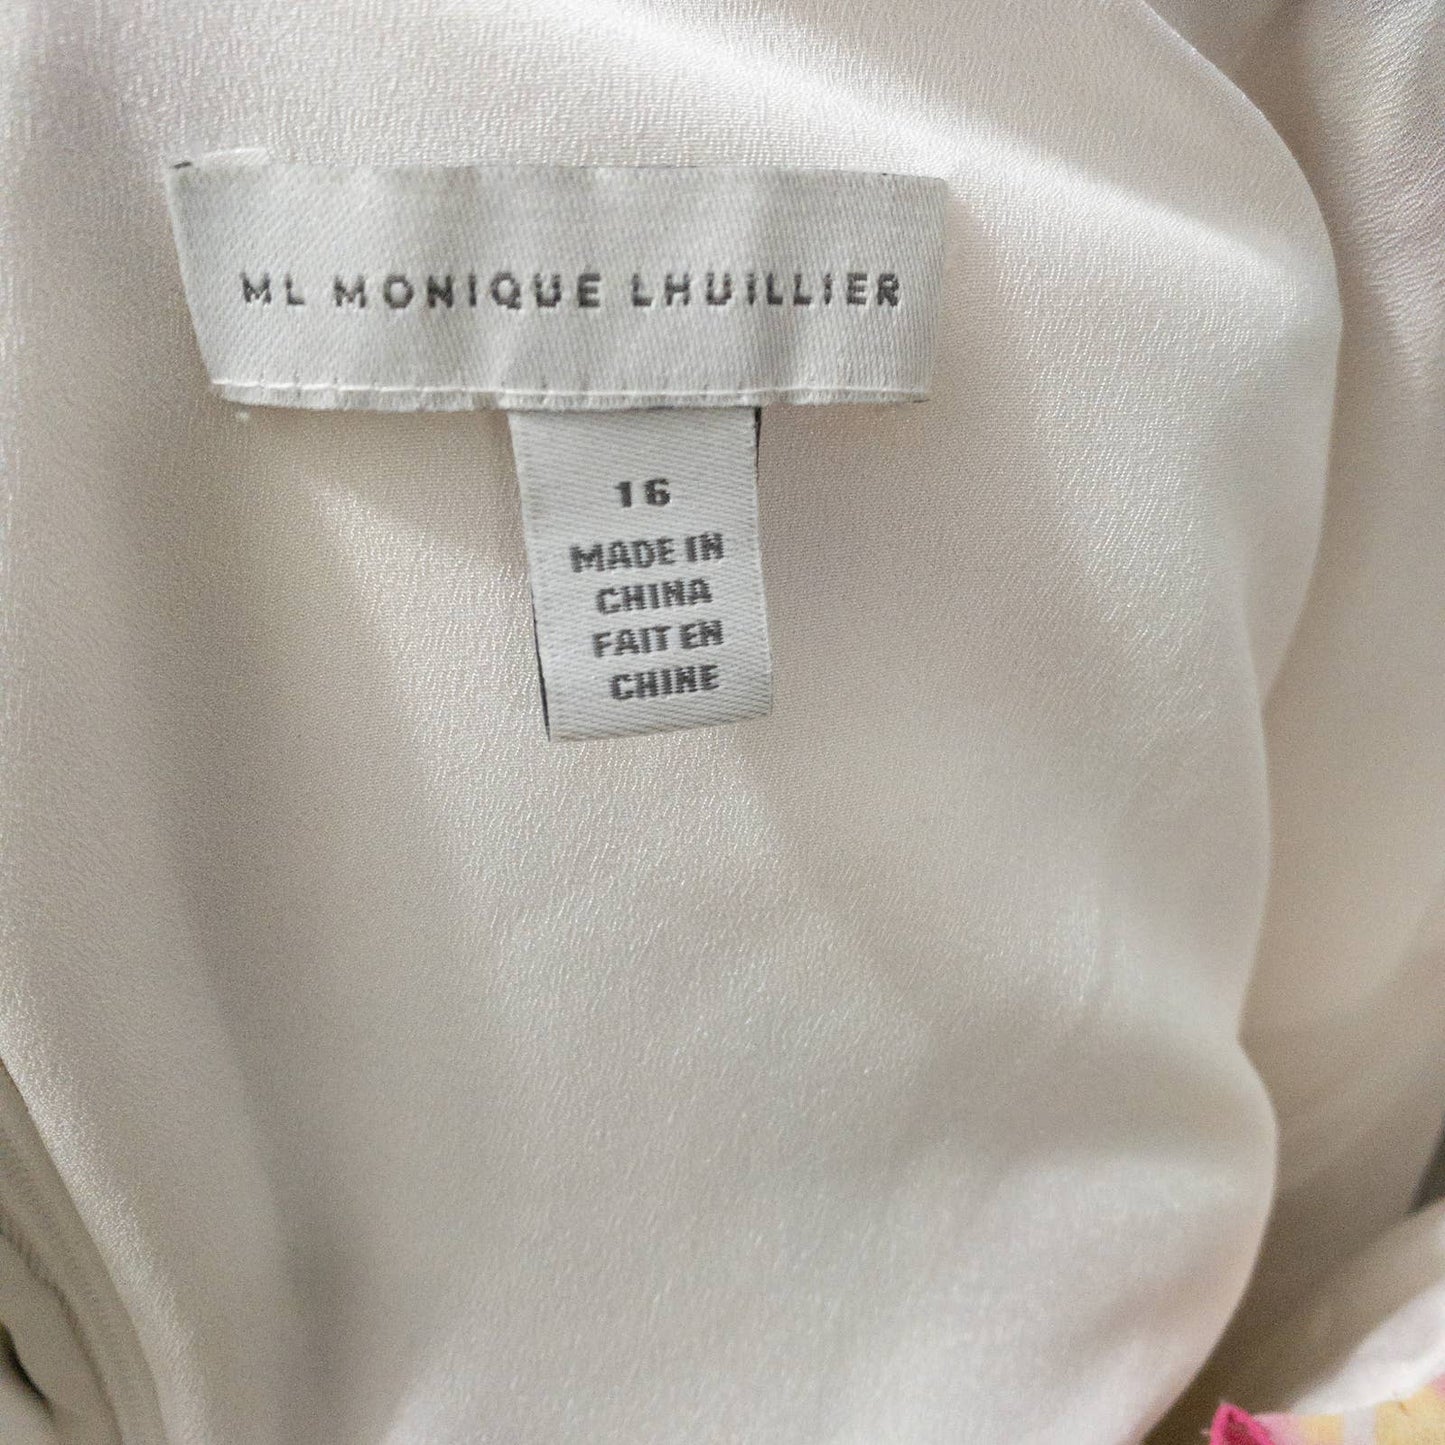 ML MONIQUE LHUILLIER
16
MADE IN
CHINA
FAIT EN
CHINE